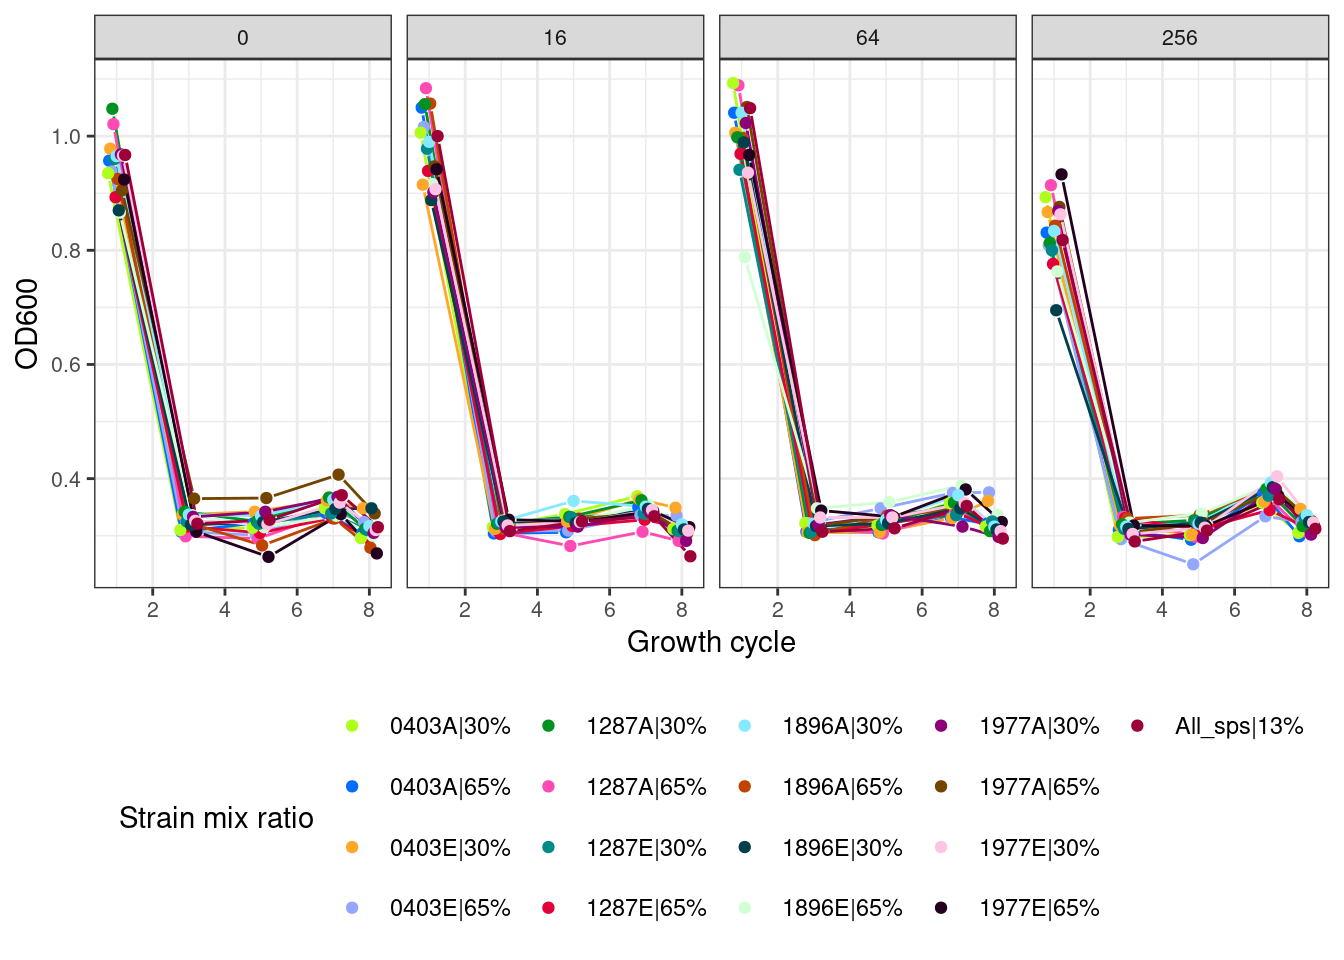 0 16 64 256
1.0
0.8
0.6
0.4
OD600
2 4 6 8 2 4 6 8 2 4 6 8 2 4 6 8
Growth cycle
Strain mix ratio
0403A|30% 1287A|30% 1896A|30% 1977A|30% All_sps|13%
0403A|65% 1287A|65% 1896A|65% 1977A|65%
0403E|30% 1287E|30% 1896E|30% 1977E|30%
0403E|65% 1287E|65% 1896E|65% 1977E|65%